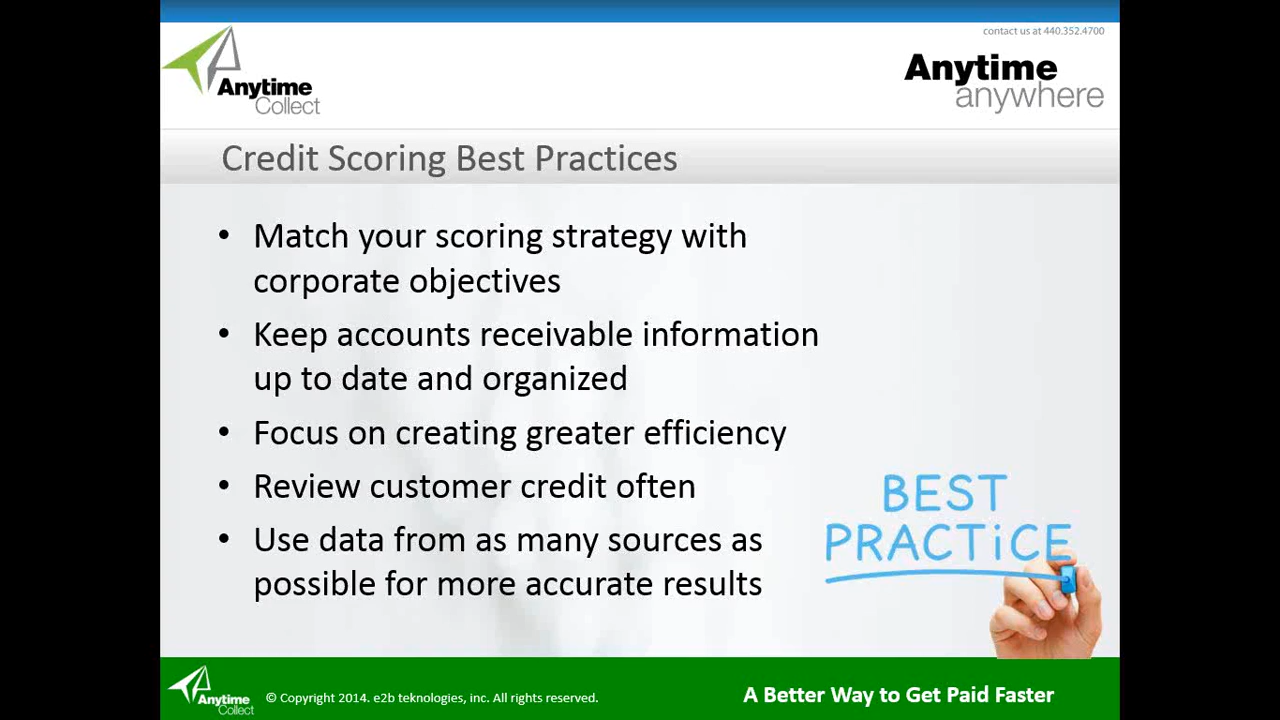 contact us at 440.352.4700
Anytime
Collect
Anytime
anywhere
Credit Scoring Best Practices
• Match your scoring strategy with
corporate objectives
• Keep accounts receivable information
up to date and organized
• Focus on creating greater efficiency
• Review customer credit often
• Use data from as many sources as
possible for more accurate results
BEST
PRACTiCE
Anytime
Collect
© Copyright 2014. e2b teknologies, inc. All rights reserved.
A Better Way to Get Paid Faster